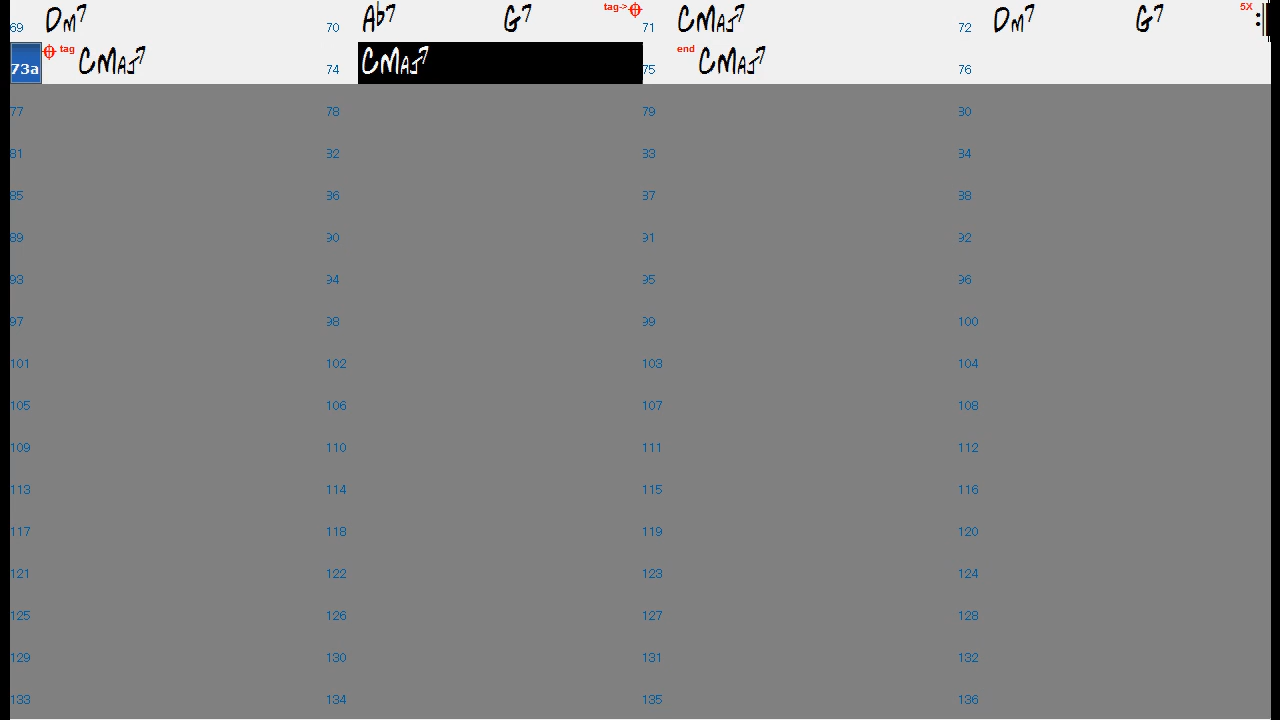 69 Dm7 70 Ab7 G7 tag-> 71 CMAJ7 72 Dm7 G7 5X
73a tag CMAJ7 74 CMAJ7 75 end CMAJ7 76
77 78 79 80
81 82 83 84
85 86 87 88
89 90 91 92
93 94 95 96
97 98 99 100
101 102 103 104
105 106 107 108
109 110 111 112
113 114 115 116
117 118 119 120
121 122 123 124
125 126 127 128
129 130 131 132
133 134 135 136